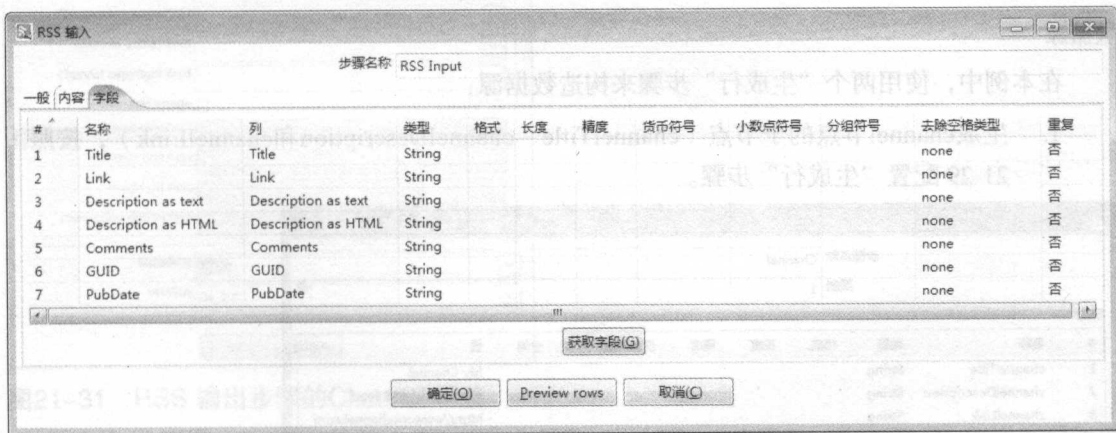 RSS 输入
步骤名称 RSS Input
一般 内容 字段
# 名称 列 类型 格式 长度 精度 货币符号 小数点符号 分组符号 去除空格类型 重复
1 Title Title String none 否
2 Link Link String none 否
3 Description as text Description as text String none 否
4 Description as HTML Description as HTML String none 否
5 Comments Comments String none 否
6 GUID GUID String none 否
7 PubDate PubDate String none 否
获取字段(G)
确定(O) Preview rows 取消(C)
在本例中，使用两个“生成行”步骤来构造数据源。
21-29 配置“生成行”步骤。